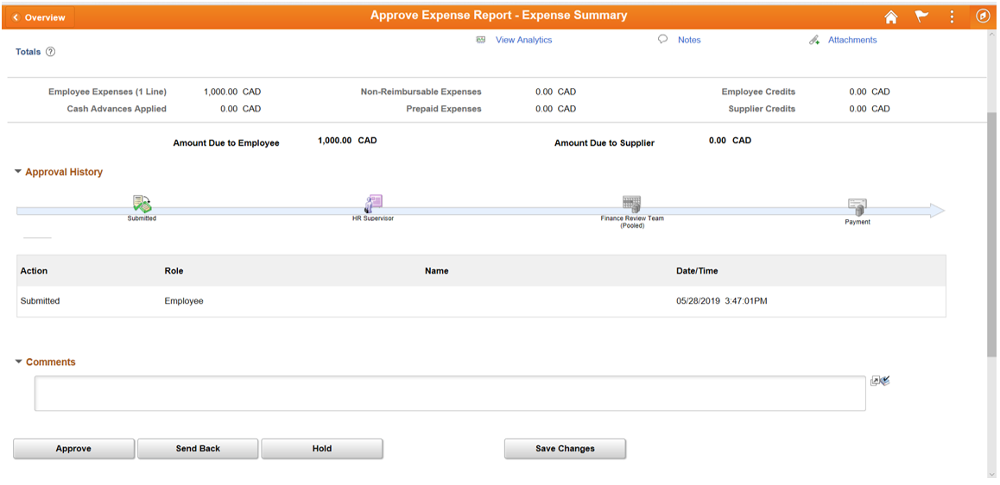 Overview
Approve Expense Report - Expense Summary
View Analytics Notes Attachments
Totals ?
Employee Expenses (1 Line) 1,000.00 CAD Non-Reimbursable Expenses 0.00 CAD Employee Credits 0.00 CAD
Cash Advances Applied 0.00 CAD Prepaid Expenses 0.00 CAD Supplier Credits 0.00 CAD
Amount Due to Employee 1,000.00 CAD Amount Due to Supplier 0.00 CAD
Approval History
Submitted HR Supervisor Finance Review Team Payment
(Pooled)
Action Role Name Date/Time
Submitted Employee 05/28/2019 3:47:01PM
Comments
Approve Send Back Hold Save Changes